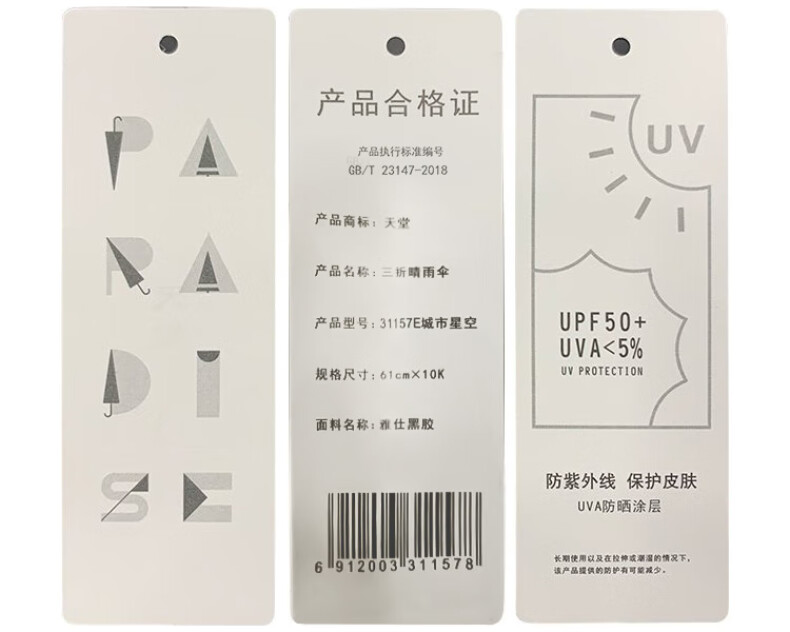 PA
RA
DI
SE
产品合格证
产品执行标准编号
GB/T 23147-2018
产品商标：天堂
产品名称：三折晴雨伞
产品型号：31157E城市星空
规格尺寸：61cm×10K
面料名称：雅仕黑胶
6 912003 311578
UV
UPF50+
UVA<5%
UV PROTECTION
防紫外线 保护皮肤
UVA防晒涂层
长期使用以及在拉伸或潮湿的情况下，
该产品提供的防护有可能减少。